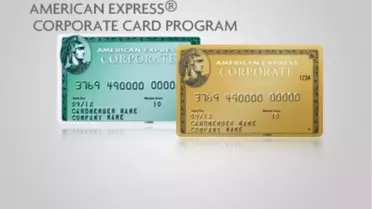 AMERICAN EXPRESS®
CORPORATE CARD PROGRAM
AMERICAN EXPRESS
CORPORATE
3769 490000 0000
09/12 10
CARDMEMBER NAME
COMPANY NAME
AMERICAN EXPRESS
CORPORATE
1234
3769 490000 00000
09/12 10
CARDMEMBER NAME
COMPANY NAME